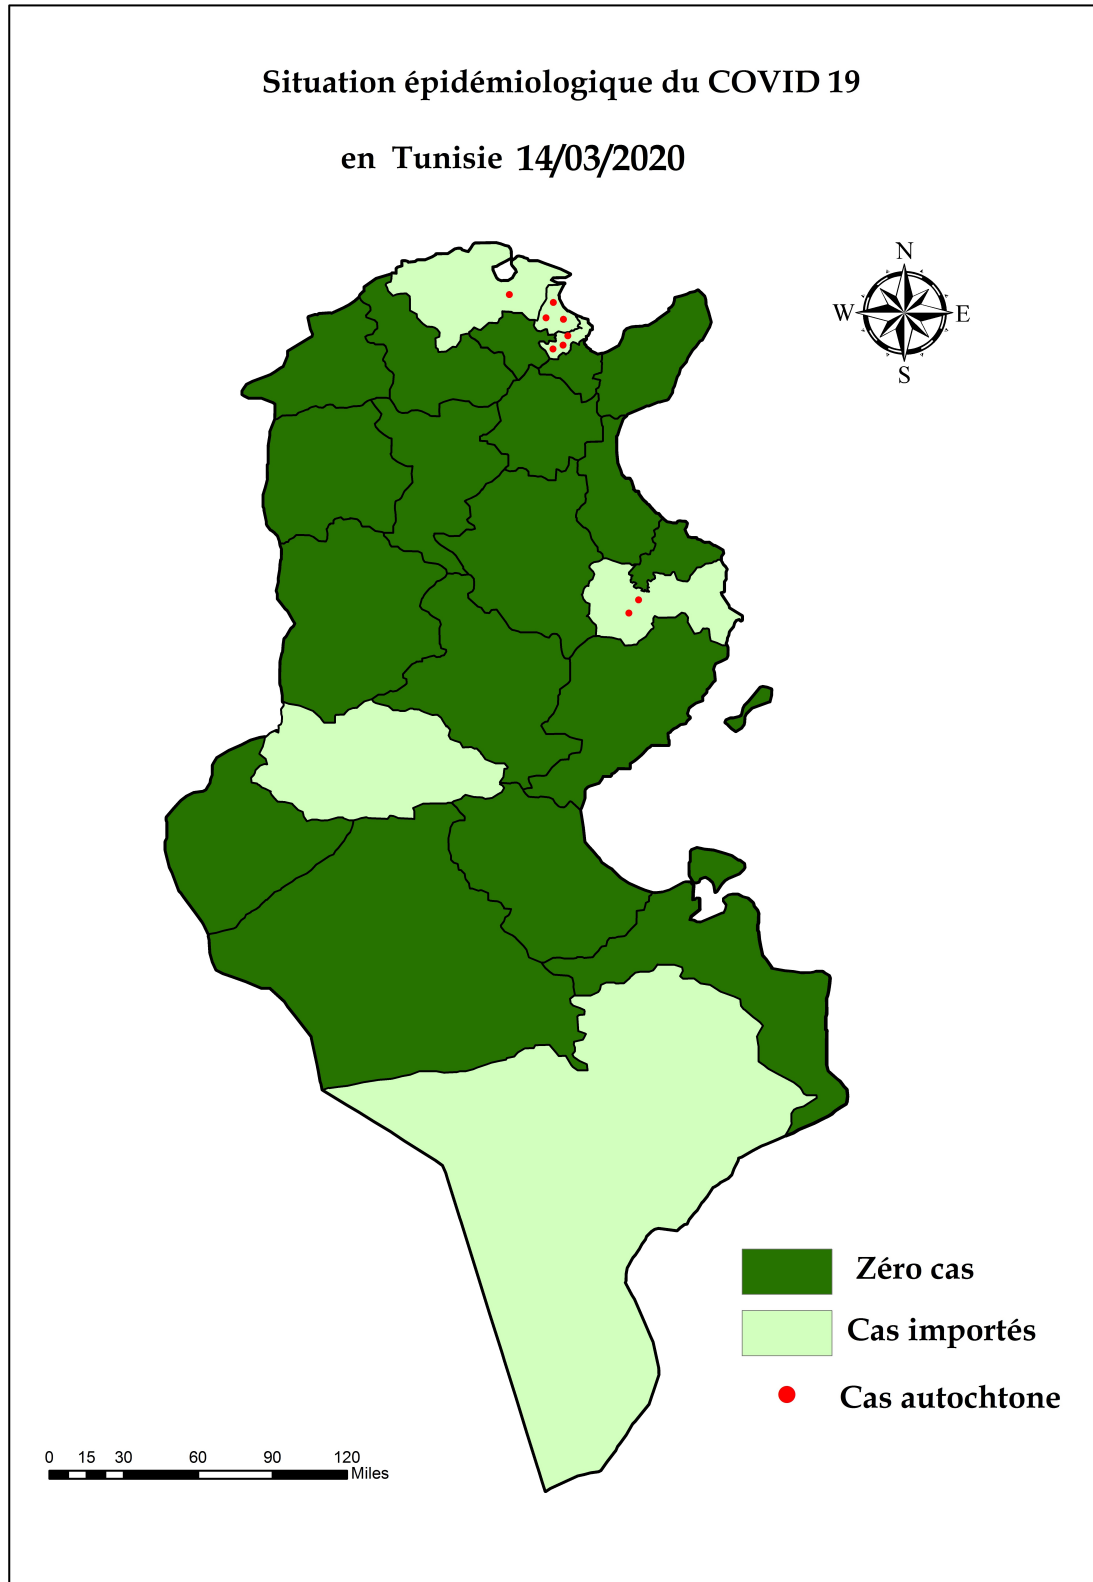 Situation épidémiologique du COVID 19
en Tunisie 14/03/2020
N
W E
S
Zéro cas
Cas importés
Cas autochtone
0 15 30 60 90 120
Miles